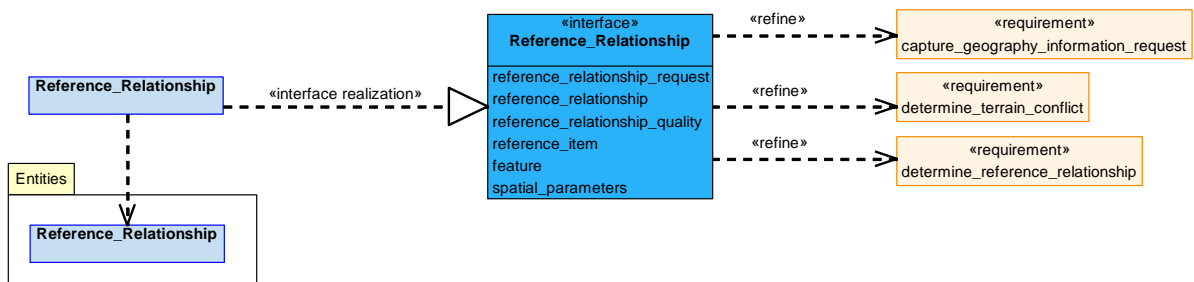 Reference_Relationship
«interface realization»
Entities
Reference_Relationship
«interface»
Reference_Relationship
reference_relationship_request
reference_relationship
reference_relationship_quality
reference_item
feature
spatial_parameters
«refine»
«requirement»
capture_geography_information_request
«refine»
«requirement»
determine_terrain_conflict
«refine»
«requirement»
determine_reference_relationship